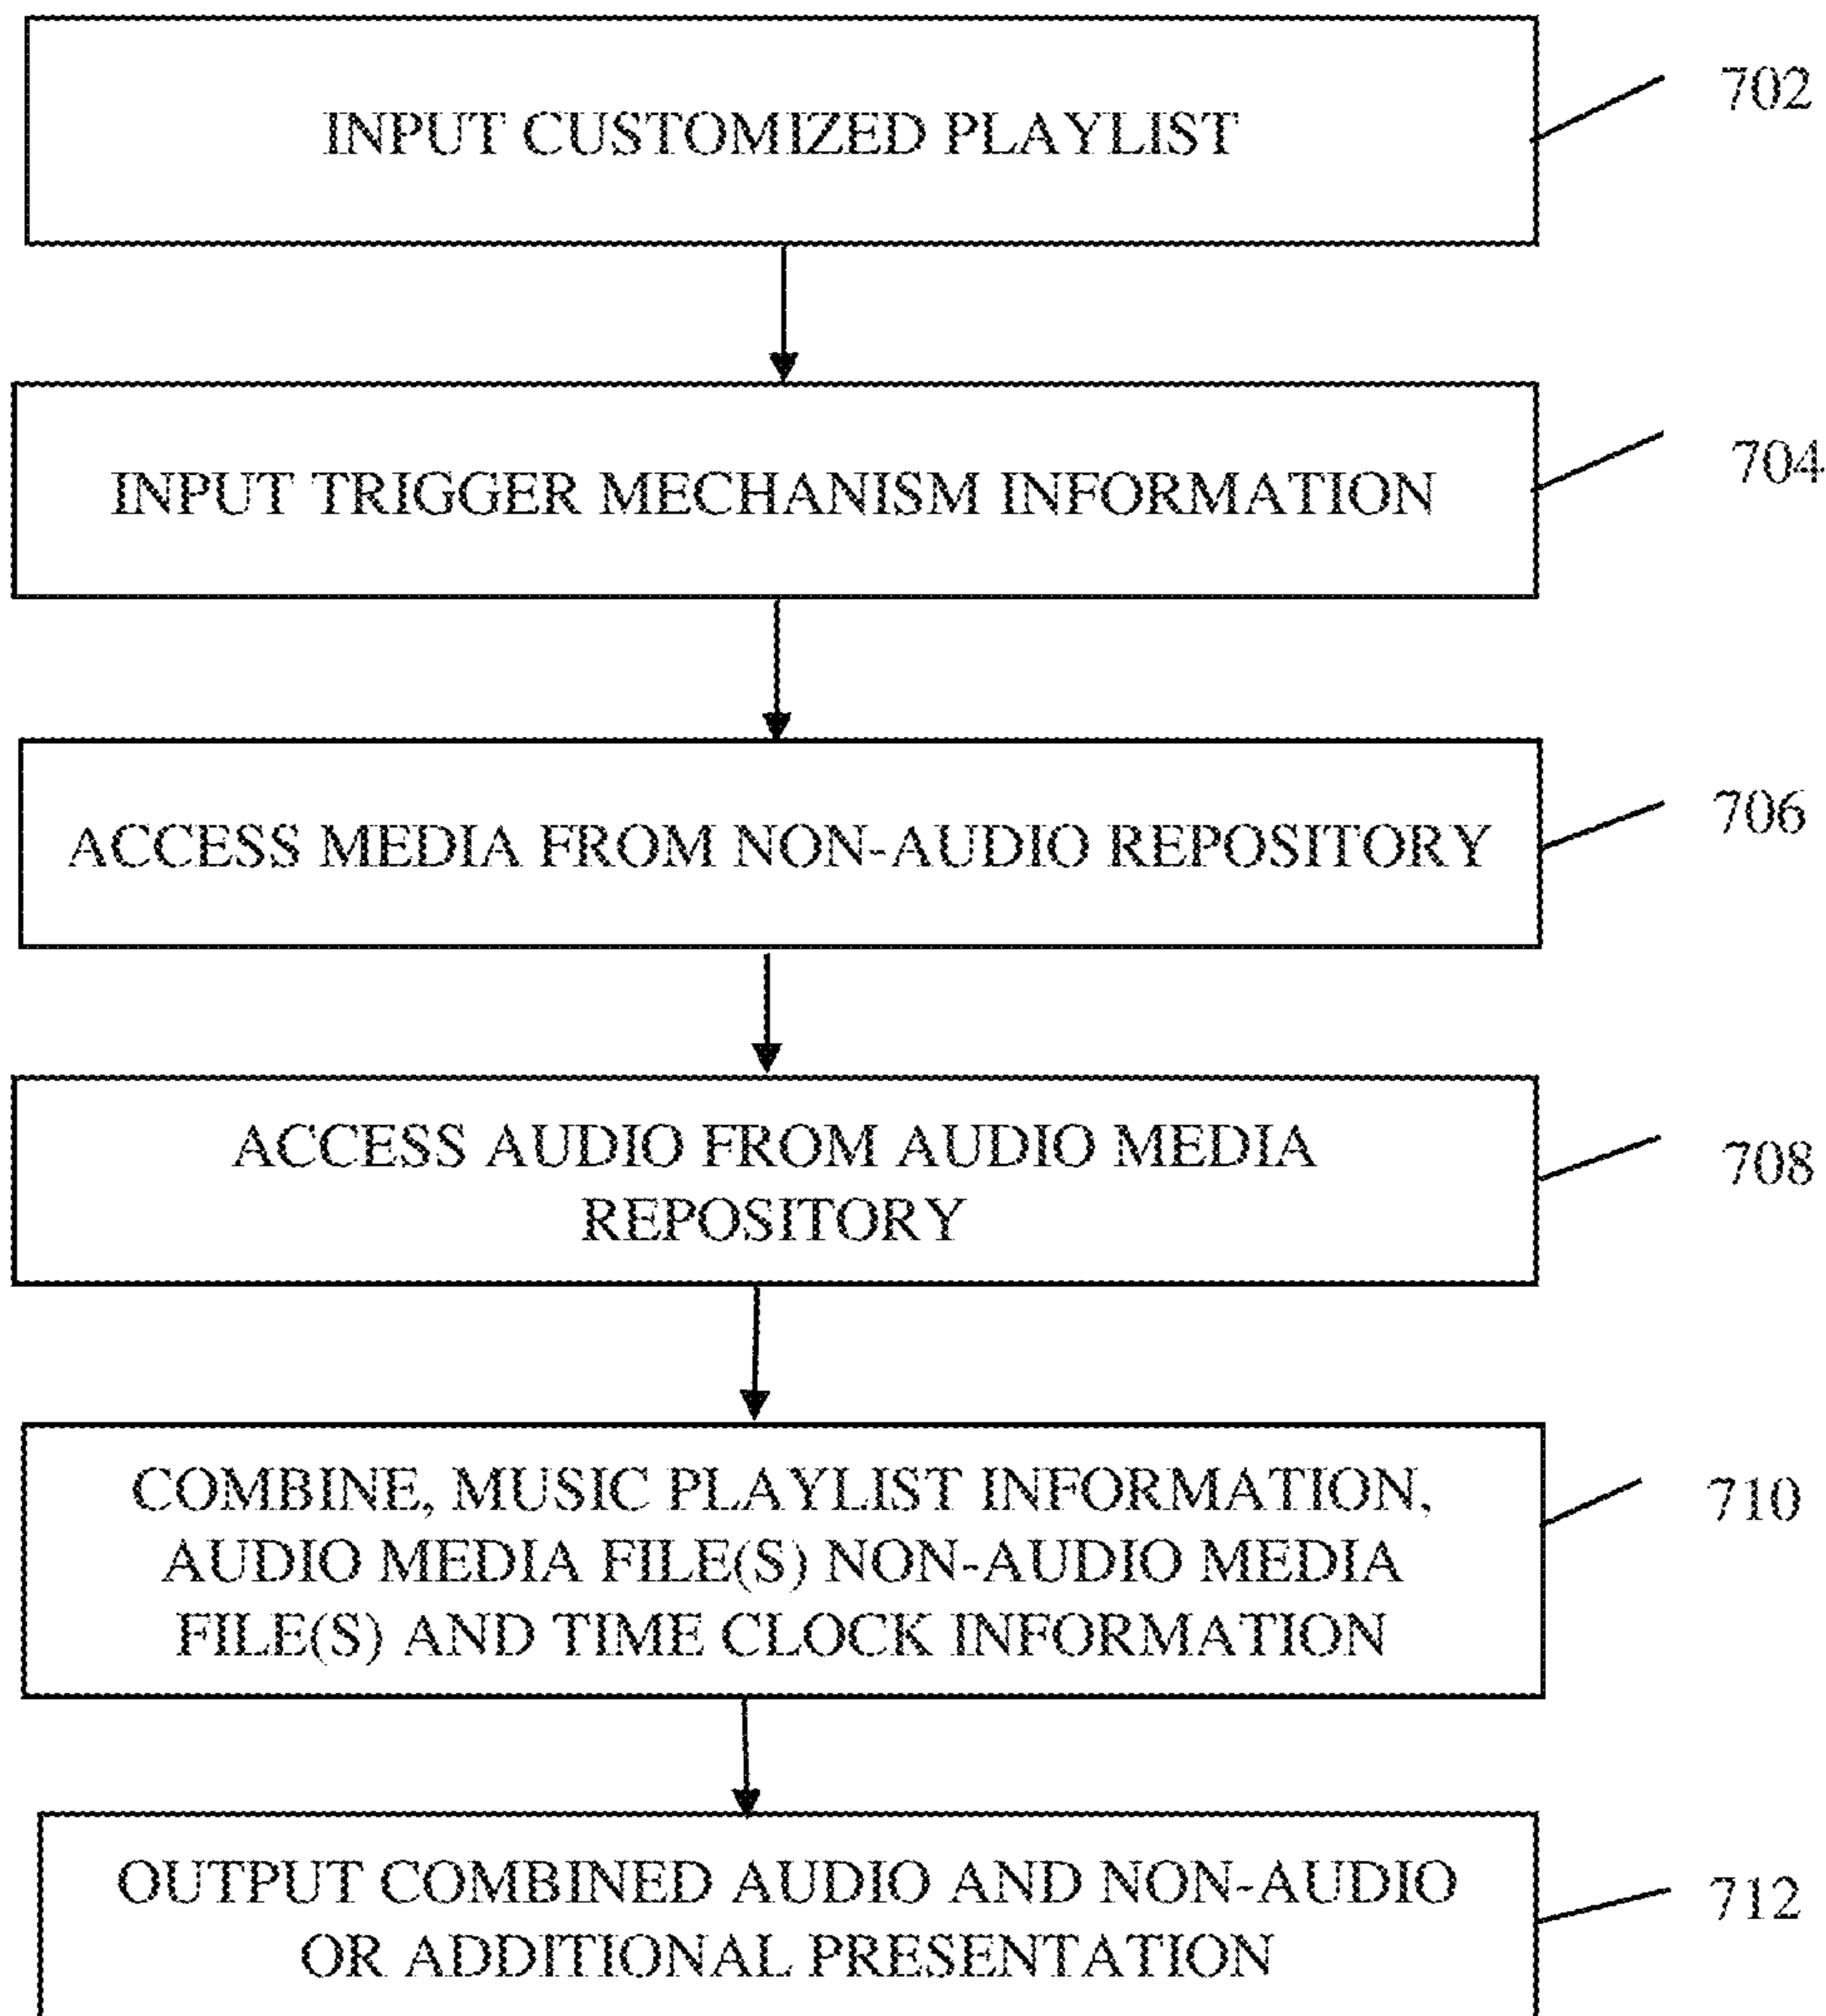 INPUT CUSTOMIZED PLAYLIST
702
INPUT TRIGGER MECHANISM INFORMATION
704
ACCESS MEDIA FROM NON-AUDIO REPOSITORY
706
ACCESS AUDIO FROM AUDIO MEDIA
REPOSITORY
708
COMBINE, MUSIC PLAYLIST INFORMATION,
AUDIO MEDIA FILE(S) NON-AUDIO MEDIA
FILE(S) AND TIME CLOCK INFORMATION
710
OUTPUT COMBINED AUDIO AND NON-AUDIO
OR ADDITIONAL PRESENTATION
712